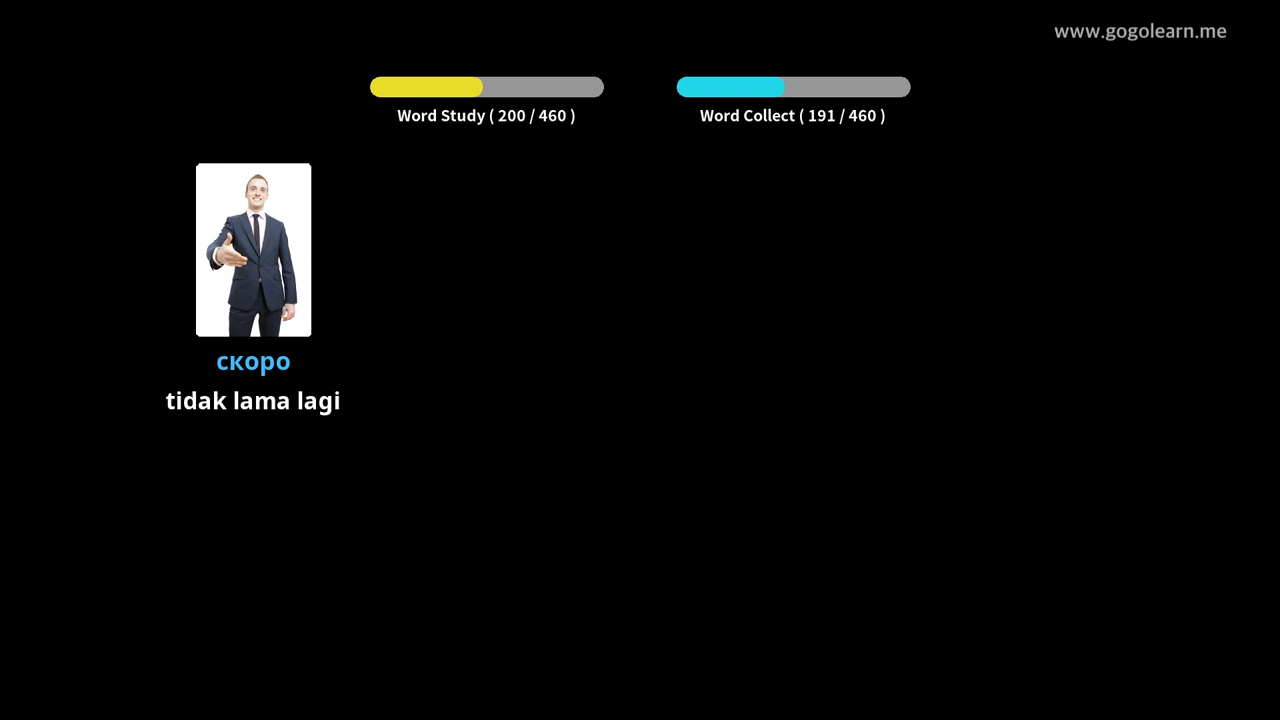 www.gogolearn.me
Word Study ( 200 / 460 )
Word Collect ( 191 / 460 )
скоро
tidak lama lagi